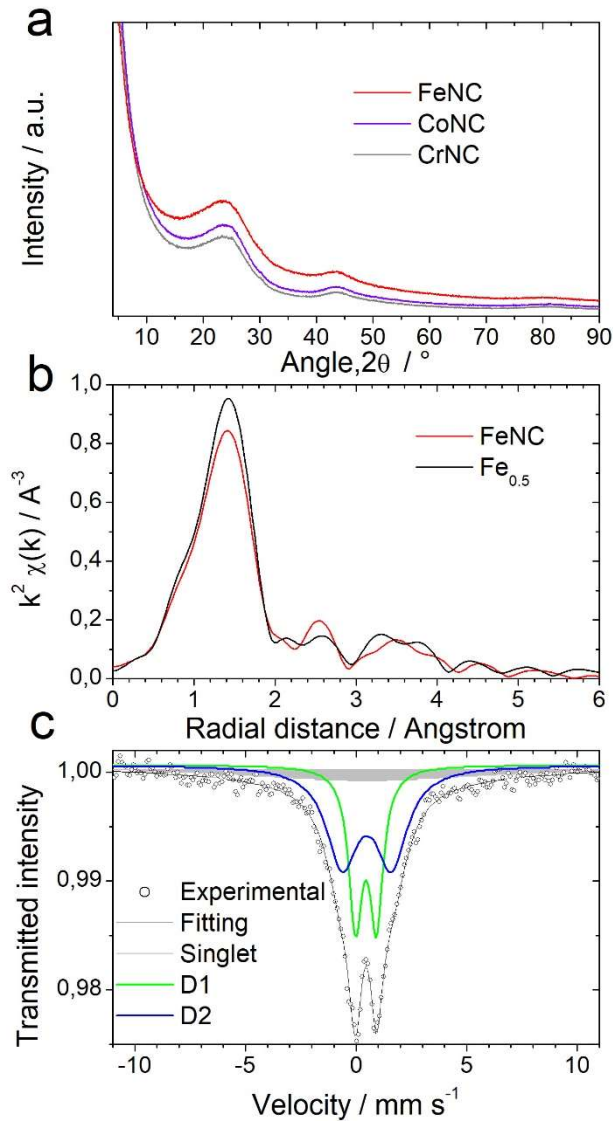 a
Intensity / a.u.
FeNC
CoNC
CrNC
10 20 30 40 50 60 70 80 90
Angle,2θ / °
b
k² χ(k) / A⁻³
1,0
0,8
0,6
0,4
0,2
0,0
FeNC
Fe₀.₅
0 1 2 3 4 5 6
Radial distance / Angstrom
c
Transmitted intensity
1.00
0,99
0,98
Experimental
Fitting
Singlet
D1
D2
-10 -5 0 5 10
Velocity / mm s⁻¹